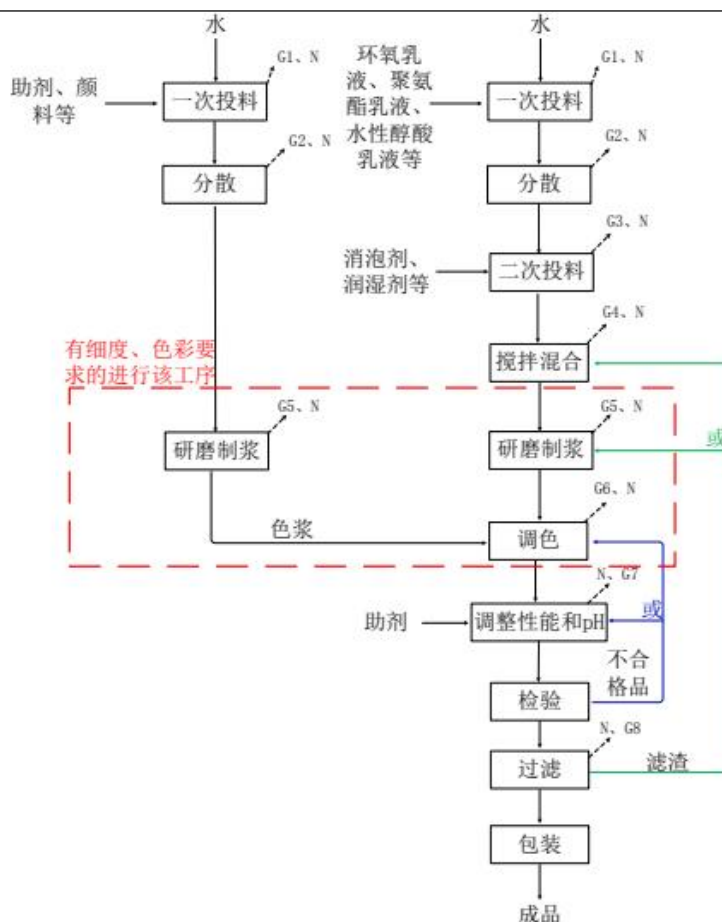 水
水
G1、N
G1、N
助剂、颜
料等
一次投料
环氧乳
液、聚氨
酯乳液、
水性醇酸
乳液等
一次投料
G2、N
G2、N
分散
分散
G3、N
消泡剂、
润湿剂等
二次投料
G4、N
有细度、色彩要
求的进行该工序
搅拌混合
G5、N
G5、N
或
研磨制浆
研磨制浆
G6、N
色浆
调色
N、G7
助剂
调整性能和pH
或
不合
格品
检验
N、G8
过滤
滤渣
包装
成品